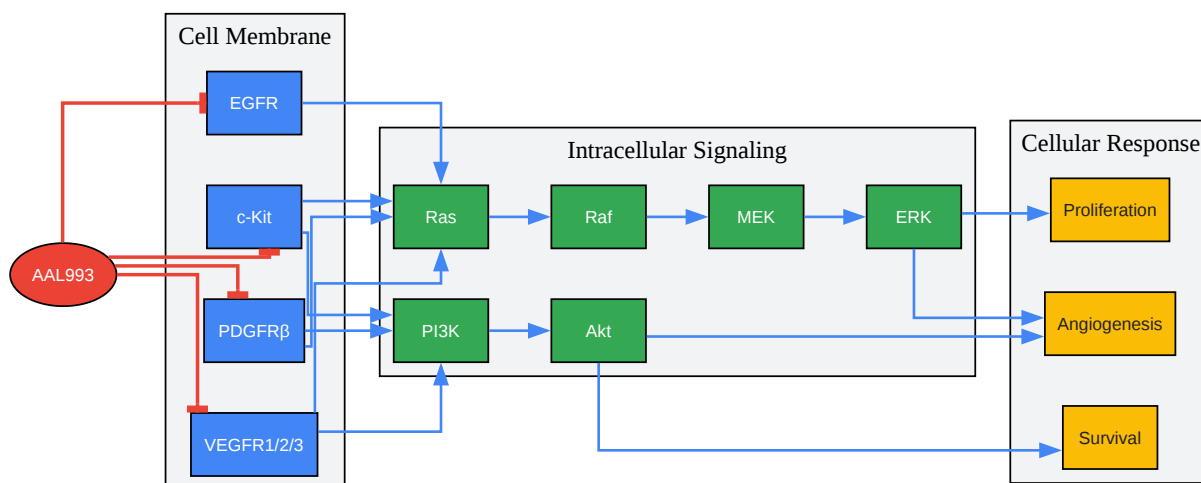 Cell Membrane
EGFR
c-Kit
AAL993
PDGFRβ
VEGFR1/2/3
Intracellular Signaling
Ras
Raf
MEK
ERK
PI3K
Akt
Cellular Response
Proliferation
Angiogenesis
Survival